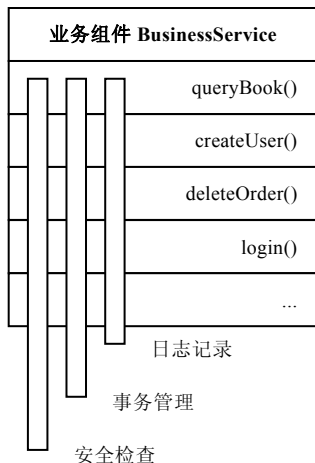 业务组件 BusinessService
queryBook()
createUser()
deleteOrder()
login()
...
日志记录
事务管理
安全检查